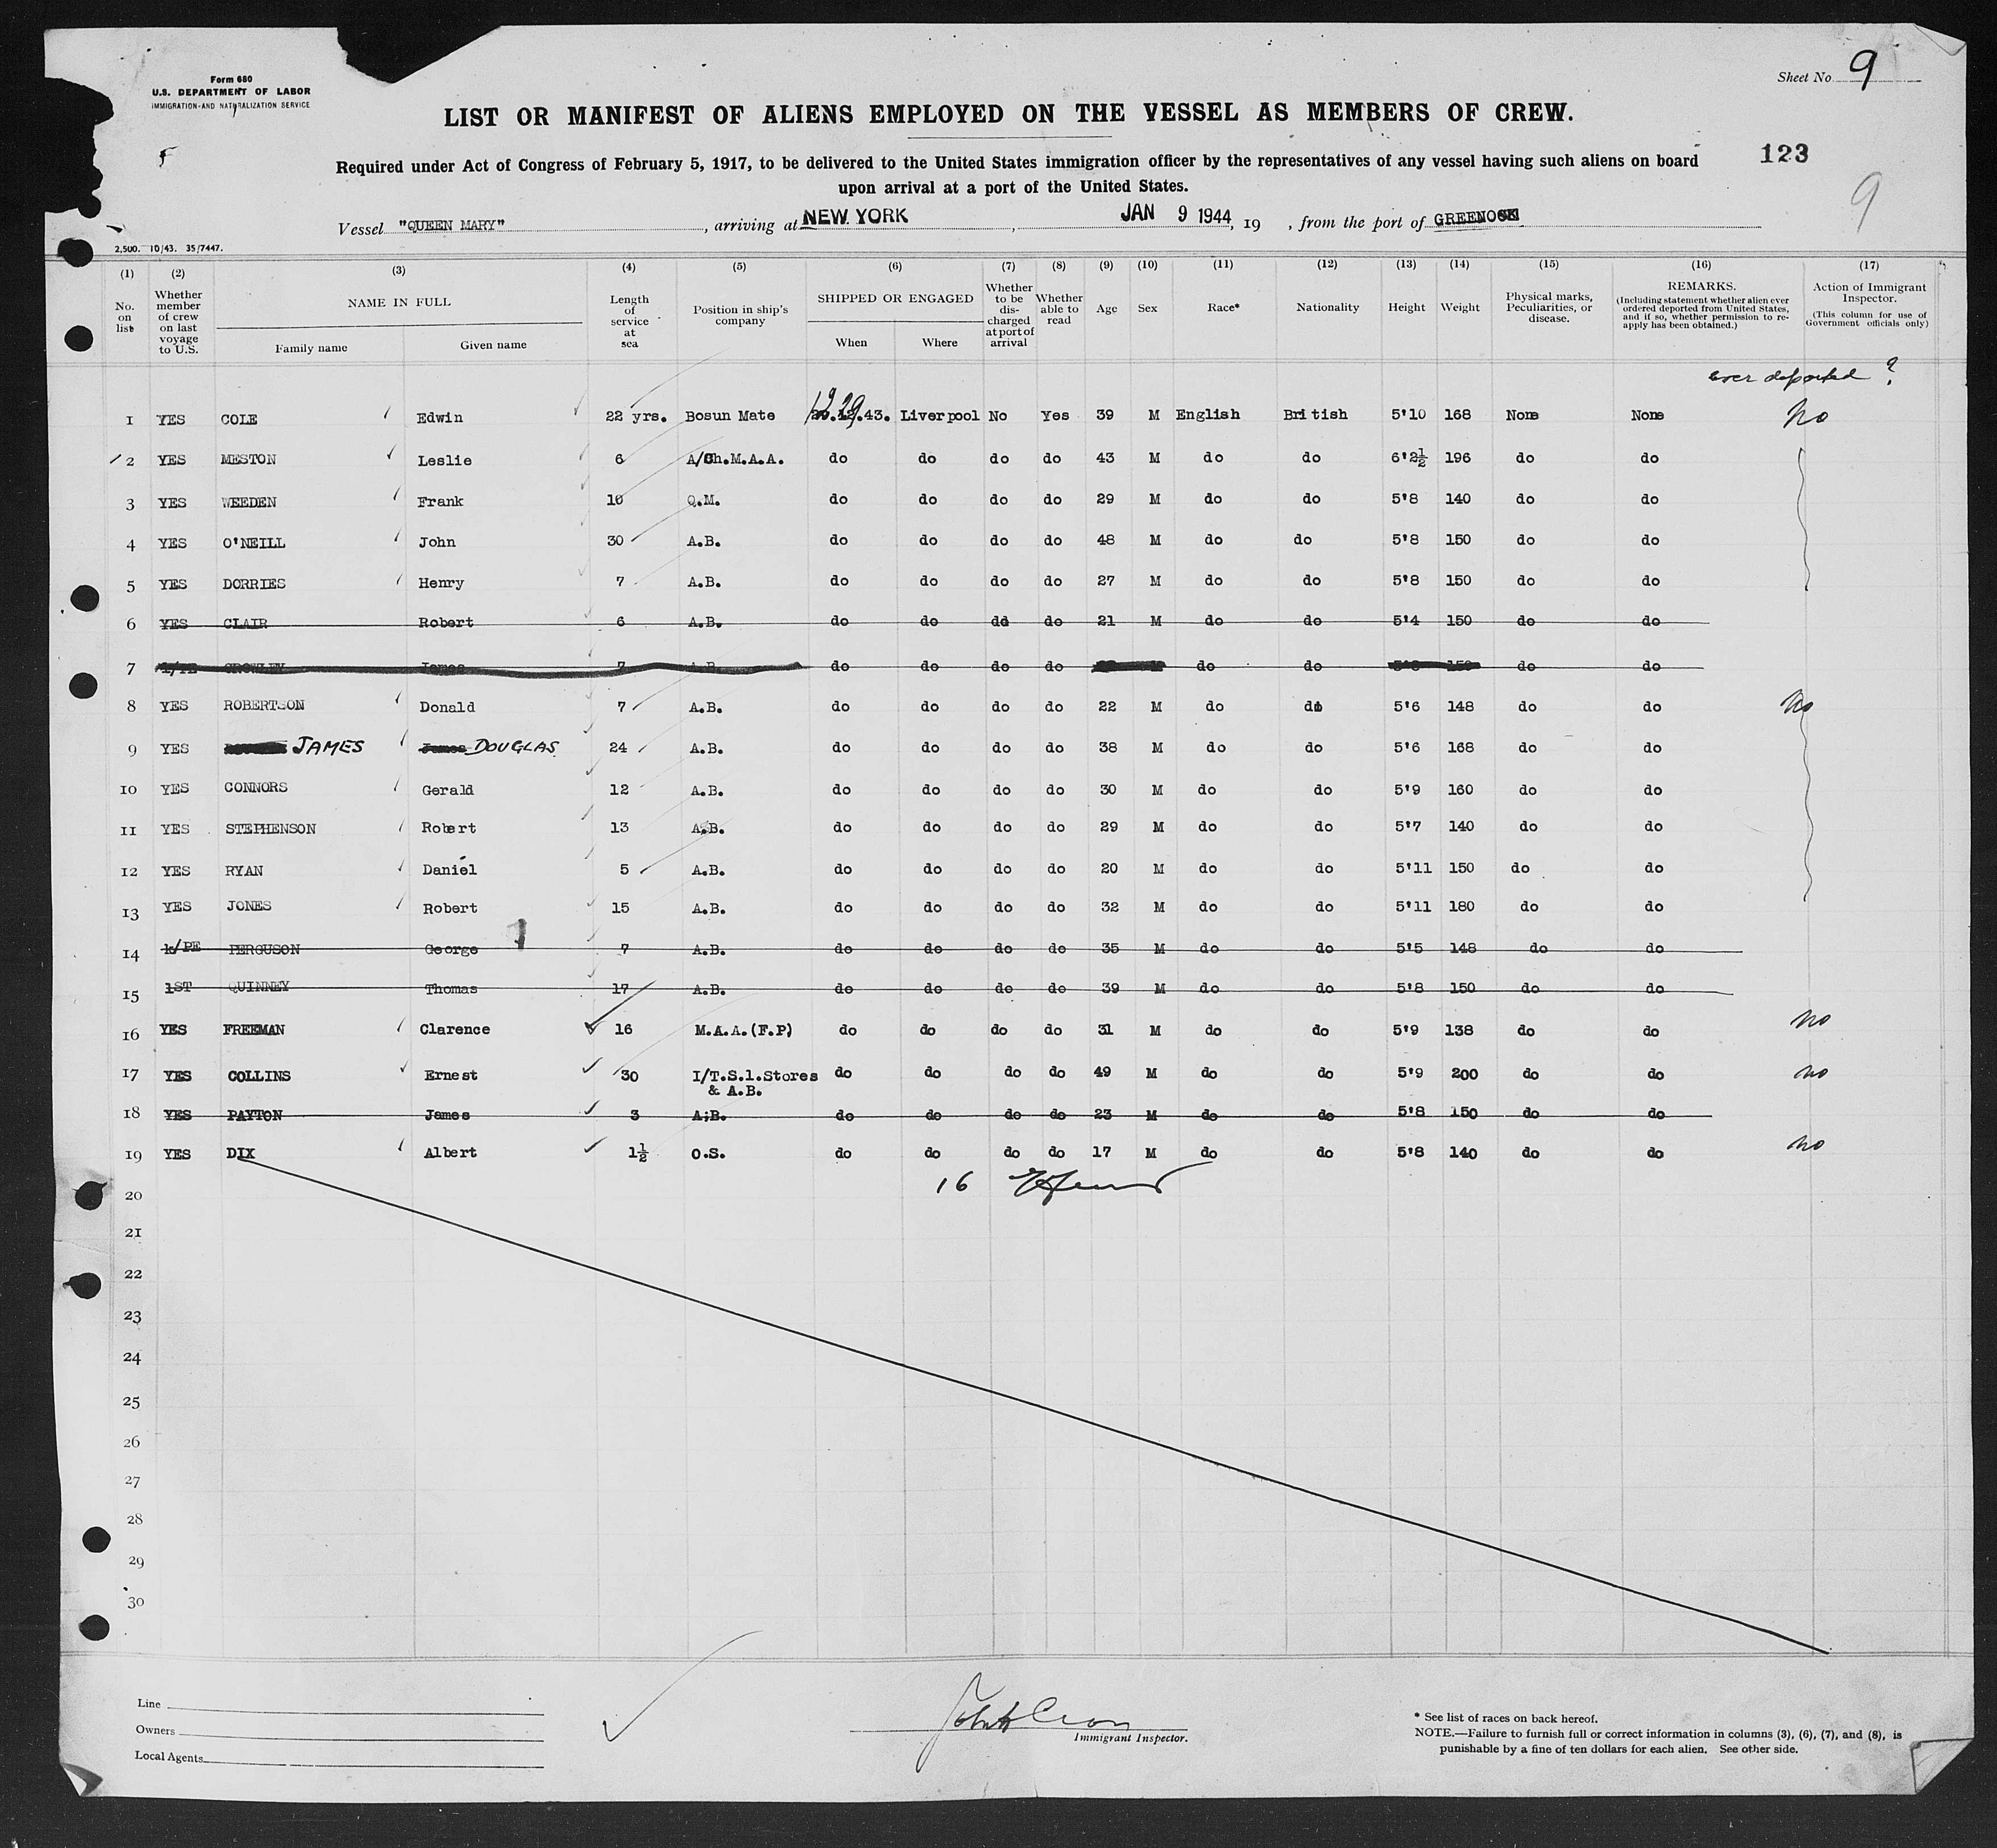 Form 680
U.S. DEPARTMENT OF LABOR
IMMIGRATION AND NATURALIZATION SERVICE
Sheet No. 9
LIST OR MANIFEST OF ALIENS EMPLOYED ON THE VESSEL AS MEMBERS OF CREW.
Required under Act of Congress of February 5, 1917, to be delivered to the United States immigration officer by the representatives of any vessel having such aliens on board
upon arrival at a port of the United States.
123
9
Vessel "QUEEN MARY", arriving at NEW YORK, JAN 9 1944, 19 , from the port of GREENOCK
2,500. 10/43. 35/7447.
(1) (2) (3) (4) (5) (6) (7) (8) (9) (10) (11) (12) (13) (14) (15) (16) (17)
No. on list | Whether member of crew on last voyage to U.S. | NAME IN FULL Family name Given name | Length of service at sea | Position in ship's company | SHIPPED OR ENGAGED When Where | Whether to be discharged at port of arrival | Whether able to read | Age | Sex | Race* | Nationality | Height | Weight | Physical marks, Peculiarities, or disease. | REMARKS. (Including statement whether alien ever ordered deported from United States, and if so, whether permission to reapply has been obtained.) | Action of Immigrant Inspector. (This column for use of Government officials only)
ever deported ?
1 YES COLE Edwin 22 yrs. Bosun Mate 12.29.43. Liverpool No Yes 39 M English British 5'10 168 None None No
2 YES MESTON Leslie 6 A/Ch.M.A.A. do do do do 43 M do do 6'2½ 196 do do
3 YES WEEDEN Frank 10 Q.M. do do do do 29 M do do 5'8 140 do do
4 YES O'NEILL John 30 A.B. do do do do 48 M do do 5'8 150 do do
5 YES DORRIES Henry 7 A.B. do do do do 27 M do do 5'8 150 do do
6 YES CLAIR Robert 6 A.B. do do do do 21 M do do 5'4 150 do do
7 CROWLEY James 7 A.B. do do do do M do do 5'8 150 do do
8 YES ROBERTSON Donald 7 A.B. do do do do 22 M do do 5'6 148 do do No
9 YES JAMES James DOUGLAS 24 A.B. do do do do 38 M do do 5'6 168 do do
10 YES CONNORS Gerald 12 A.B. do do do do 30 M do do 5'9 160 do do
11 YES STEPHENSON Robert 13 A.B. do do do do 29 M do do 5'7 140 do do
12 YES RYAN Daniel 5 A.B. do do do do 20 M do do 5'11 150 do do
13 YES JONES Robert 15 A.B. do do do do 32 M do do 5'11 180 do do
14 FERGUSON George 7 A.B. do do do do 35 M do do 5'5 148 do do
15 1ST QUINNEY Thomas 17 A.B. do do do do 39 M do do 5'8 150 do do
16 YES FREEMAN Clarence 16 M.A.A.(F.P) do do do do 31 M do do 5'9 138 do do No
17 YES COLLINS Ernest 30 I/T.S.1.Stores & A.B. do do do do 49 M do do 5'9 200 do do No
18 YES PAYTON James 3 A;B. do do do do 23 M do do 5'8 150 do do
19 YES DIX Albert 1½ O.S. do do do do 17 M do do 5'8 140 do do No
16
20
21
22
23
24
25
26
27
28
29
30
Line
Owners
Local Agents
Immigrant Inspector.
* See list of races on back hereof.
NOTE.—Failure to furnish full or correct information in columns (3), (6), (7), and (8), is
punishable by a fine of ten dollars for each alien. See other side.